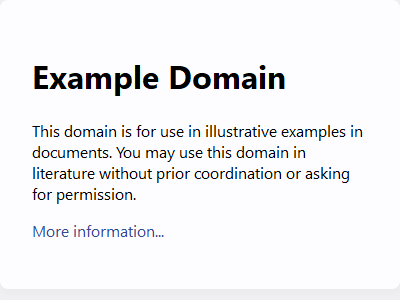 Example Domain
This domain is for use in illustrative examples in
documents. You may use this domain in
literature without prior coordination or asking
for permission.
More information...